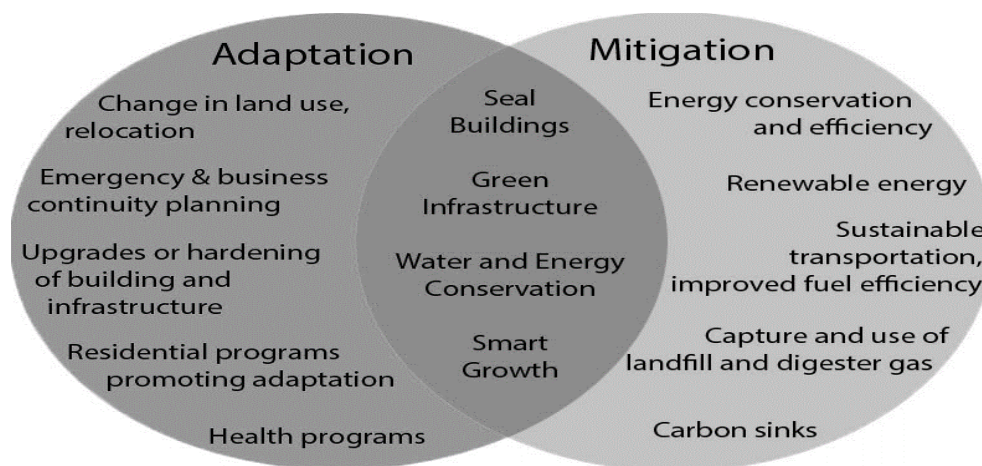 Adaptation
Change in land use,
relocation
Emergency & business
continuity planning
Upgrades or hardening
of building and
infrastructure
Residential programs
promoting adaptation
Health programs
Seal
Buildings
Green
Infrastructure
Water and Energy
Conservation
Smart
Growth
Mitigation
Energy conservation
and efficiency
Renewable energy
Sustainable
transportation,
improved fuel efficiency
Capture and use of
landfill and digester gas
Carbon sinks